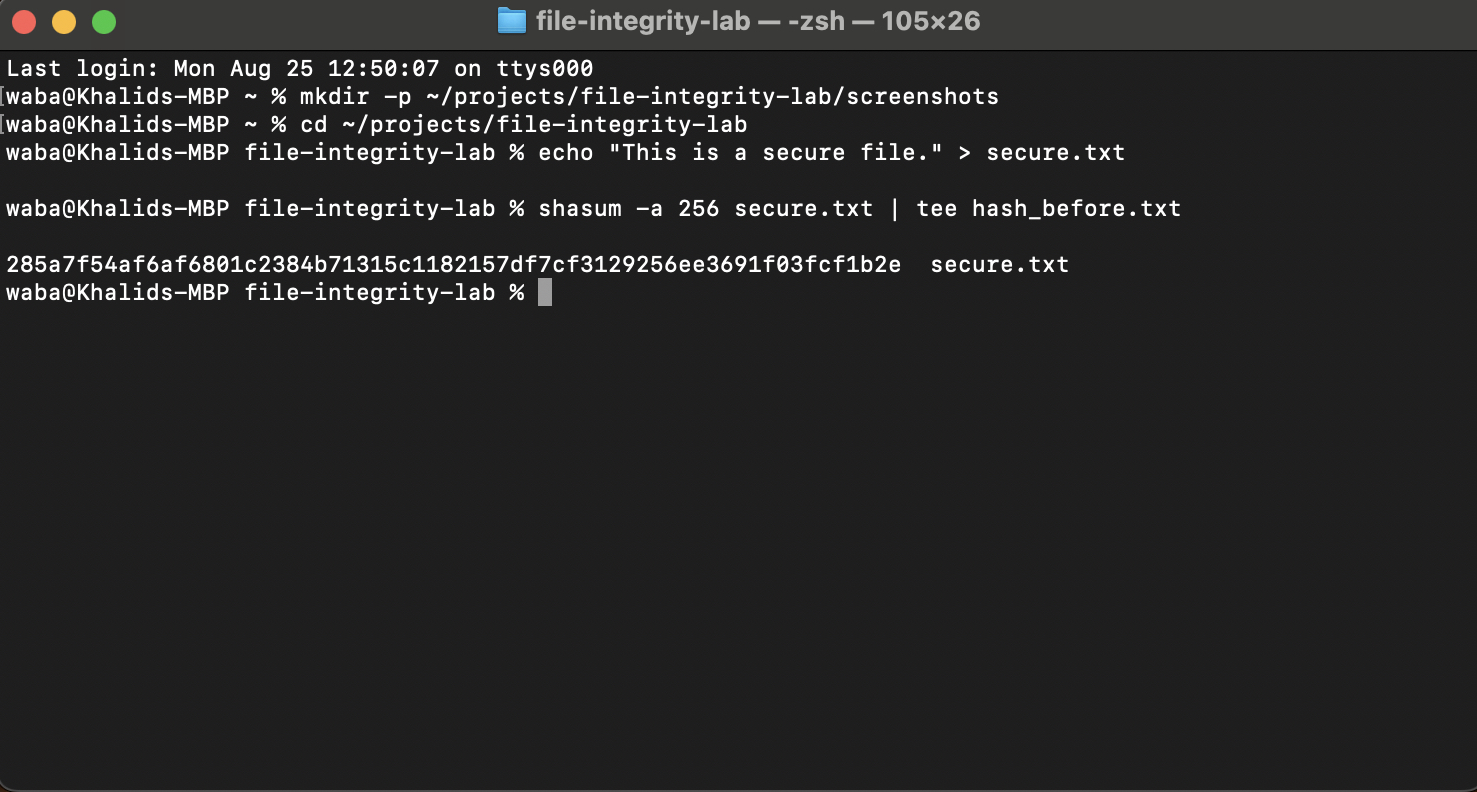 file-integrity-lab — -zsh — 105×26
Last login: Mon Aug 25 12:50:07 on ttys000
[waba@Khalids-MBP ~ % mkdir -p ~/projects/file-integrity-lab/screenshots
[waba@Khalids-MBP ~ % cd ~/projects/file-integrity-lab
waba@Khalids-MBP file-integrity-lab % echo "This is a secure file." > secure.txt
waba@Khalids-MBP file-integrity-lab % shasum -a 256 secure.txt | tee hash_before.txt
285a7f54af6af6801c2384b71315c1182157df7cf3129256ee3691f03fcf1b2e  secure.txt
waba@Khalids-MBP file-integrity-lab %